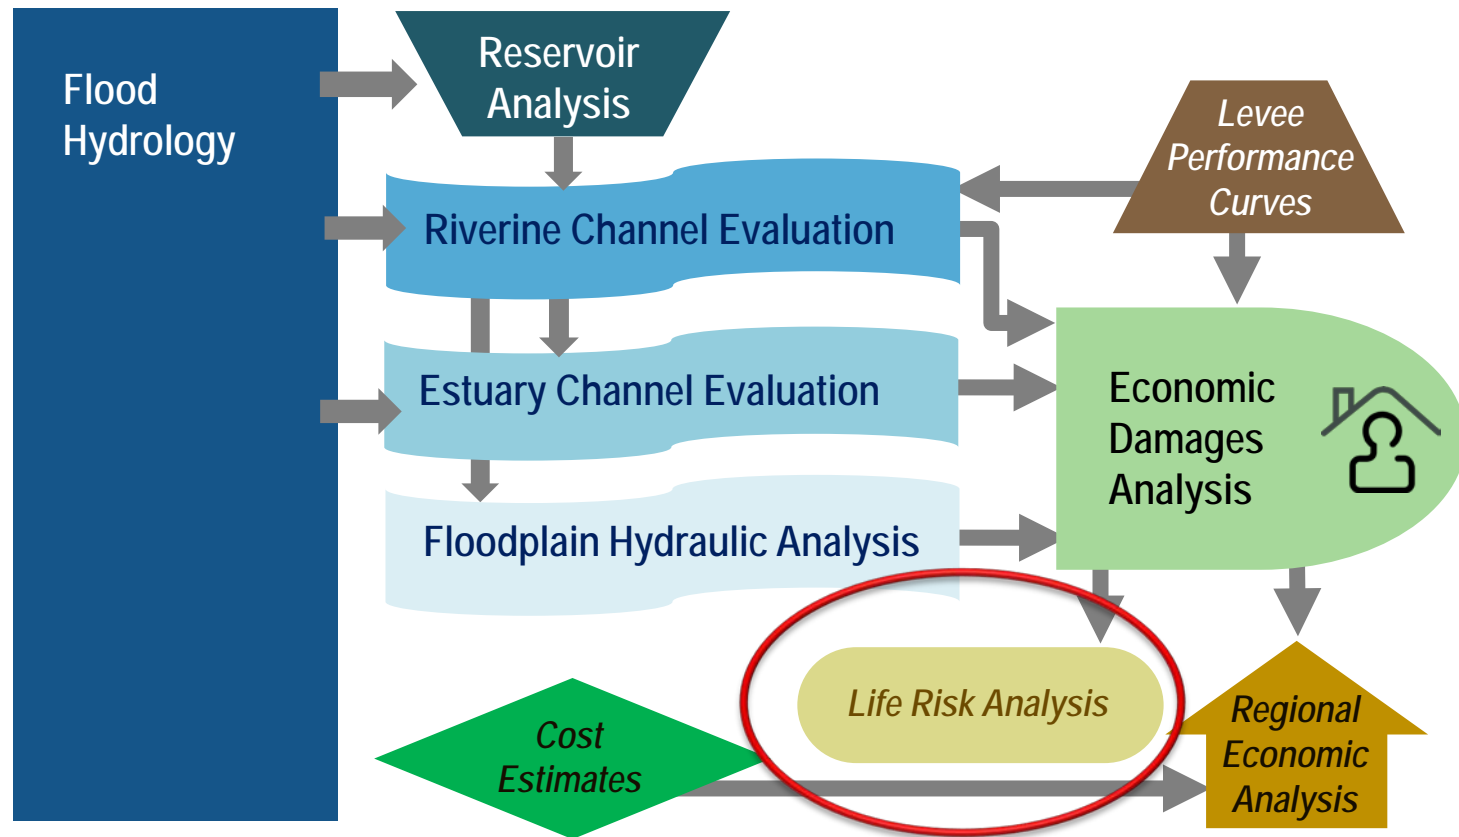 Flood
Hydrology
Reservoir
Analysis
Levee
Performance
Curves
Riverine Channel Evaluation
Estuary Channel Evaluation
Economic
Damages
Analysis
Floodplain Hydraulic Analysis
Life Risk Analysis
Cost
Estimates
Regional
Economic
Analysis